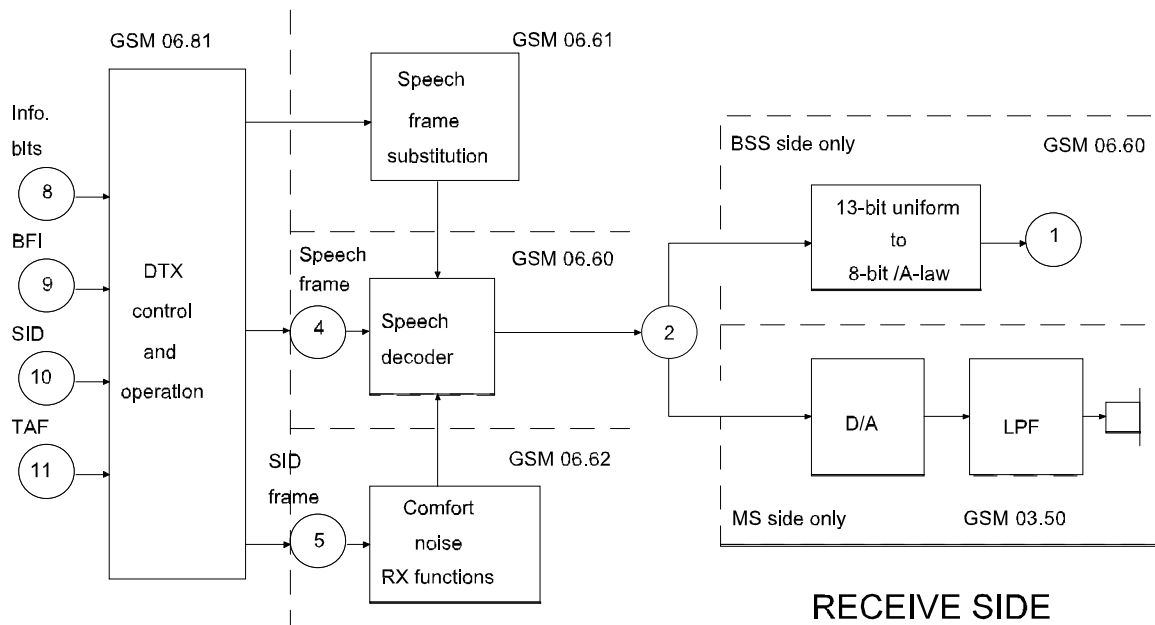 GSM 06.81
GSM 06.61
Info.
bIts
8
BFI
9
SID
10
TAF
11
DTX
control
and
operation
Speech
frame
substitution
Speech
frame
4
GSM 06.60
Speech
decoder
SID
frame
5
GSM 06.62
Comfort
noise
RX functions
2
BSS side only
GSM 06.60
13-bit uniform
to
8-bit /A-law
1
D/A
LPF
MS side only
GSM 03.50
RECEIVE SIDE